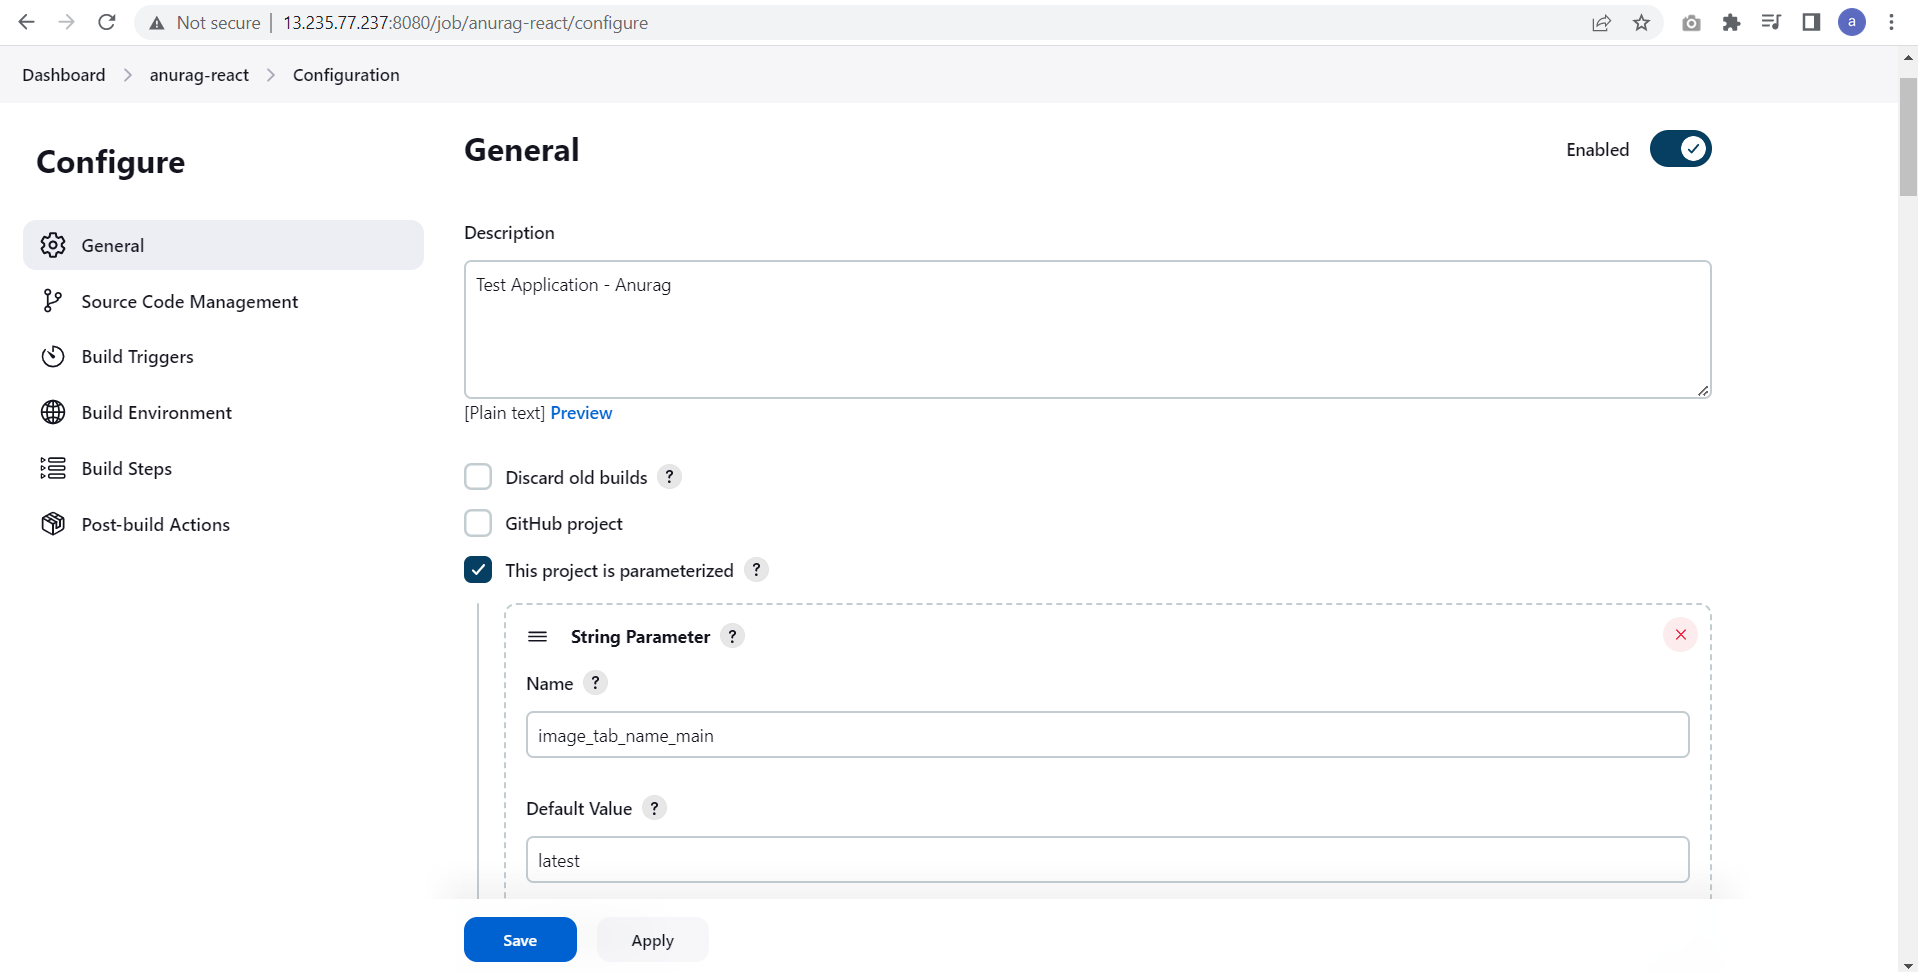 Not secure | 13.235.77.237:8080/job/anurag-react/configure
a
Dashboard > anurag-react > Configuration
Configure
General
Source Code Management
Build Triggers
Build Environment
Build Steps
Post-build Actions
General
Enabled
Description
Test Application - Anurag
[Plain text] Preview
Discard old builds ?
GitHub project
This project is parameterized ?
String Parameter ?
Name ?
image_tab_name_main
Default Value ?
latest
Save
Apply